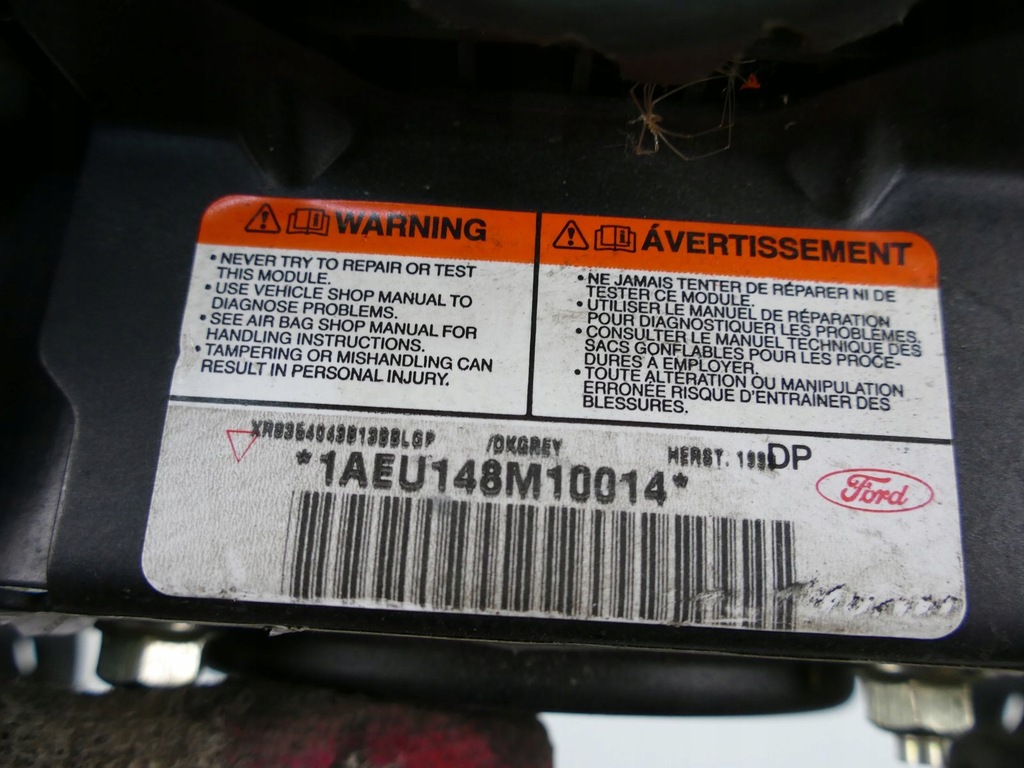 WARNING
• NEVER TRY TO REPAIR OR TEST
THIS MODULE.
• USE VEHICLE SHOP MANUAL TO
DIAGNOSE PROBLEMS.
• SEE AIR BAG SHOP MANUAL FOR
HANDLING INSTRUCTIONS.
• TAMPERING OR MISHANDLING CAN
RESULT IN PERSONAL INJURY.
ÁVERTISSEMENT
• NE JAMAIS TENTER DE RÉPARER NI DE
TESTER CE MODULE.
• UTILISER LE MANUEL DE RÉPARATION
POUR DIAGNOSTIQUER LES PROBLÈMES.
• CONSULTER LE MANUEL TECHNIQUE DES
SACS GONFLABLES POUR LES PROCE-
DURES A EMPLOYER.
• TOUTE ALTÉRATION OU MANIPULATION
ERRONÉE RISQUE D'ENTRAÎNER DES
BLESSURES.
/DKGREY
HERST.
DP
*1AEU148M10014*
Ford